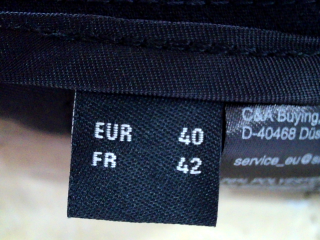 EUR 40
FR 42
C&A Buying,
D-40468 Düs
service_eu@